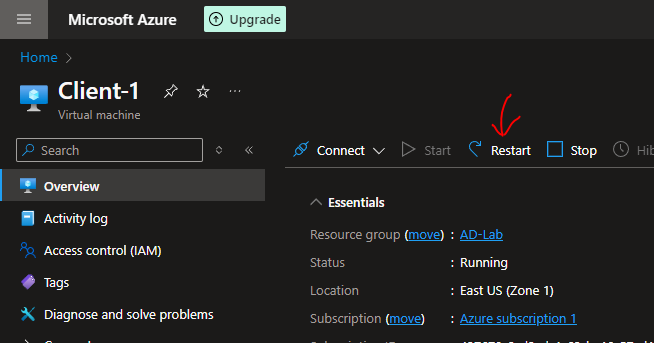 Microsoft Azure
Upgrade
Home
Client-1
Virtual machine
Search
Connect
Start
Restart
Stop
Overview
Essentials
Activity log
Resource group (move) : AD-Lab
Access control (IAM)
Status : Running
Tags
Location : East US (Zone 1)
Diagnose and solve problems
Subscription (move) : Azure subscription 1